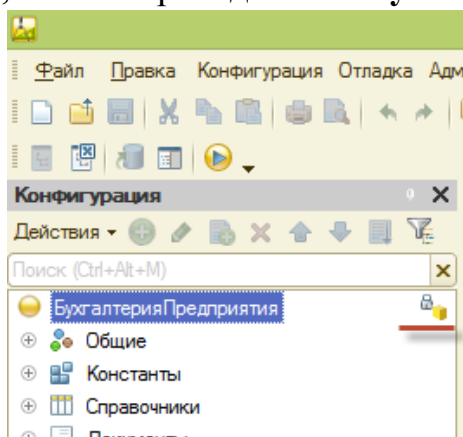 Файл Правка Конфигурация Отладка Адм
Конфигурация
Действия
Поиск (Ctrl+Alt+M)
БухгалтерияПредприятия
Общие
Константы
Справочники